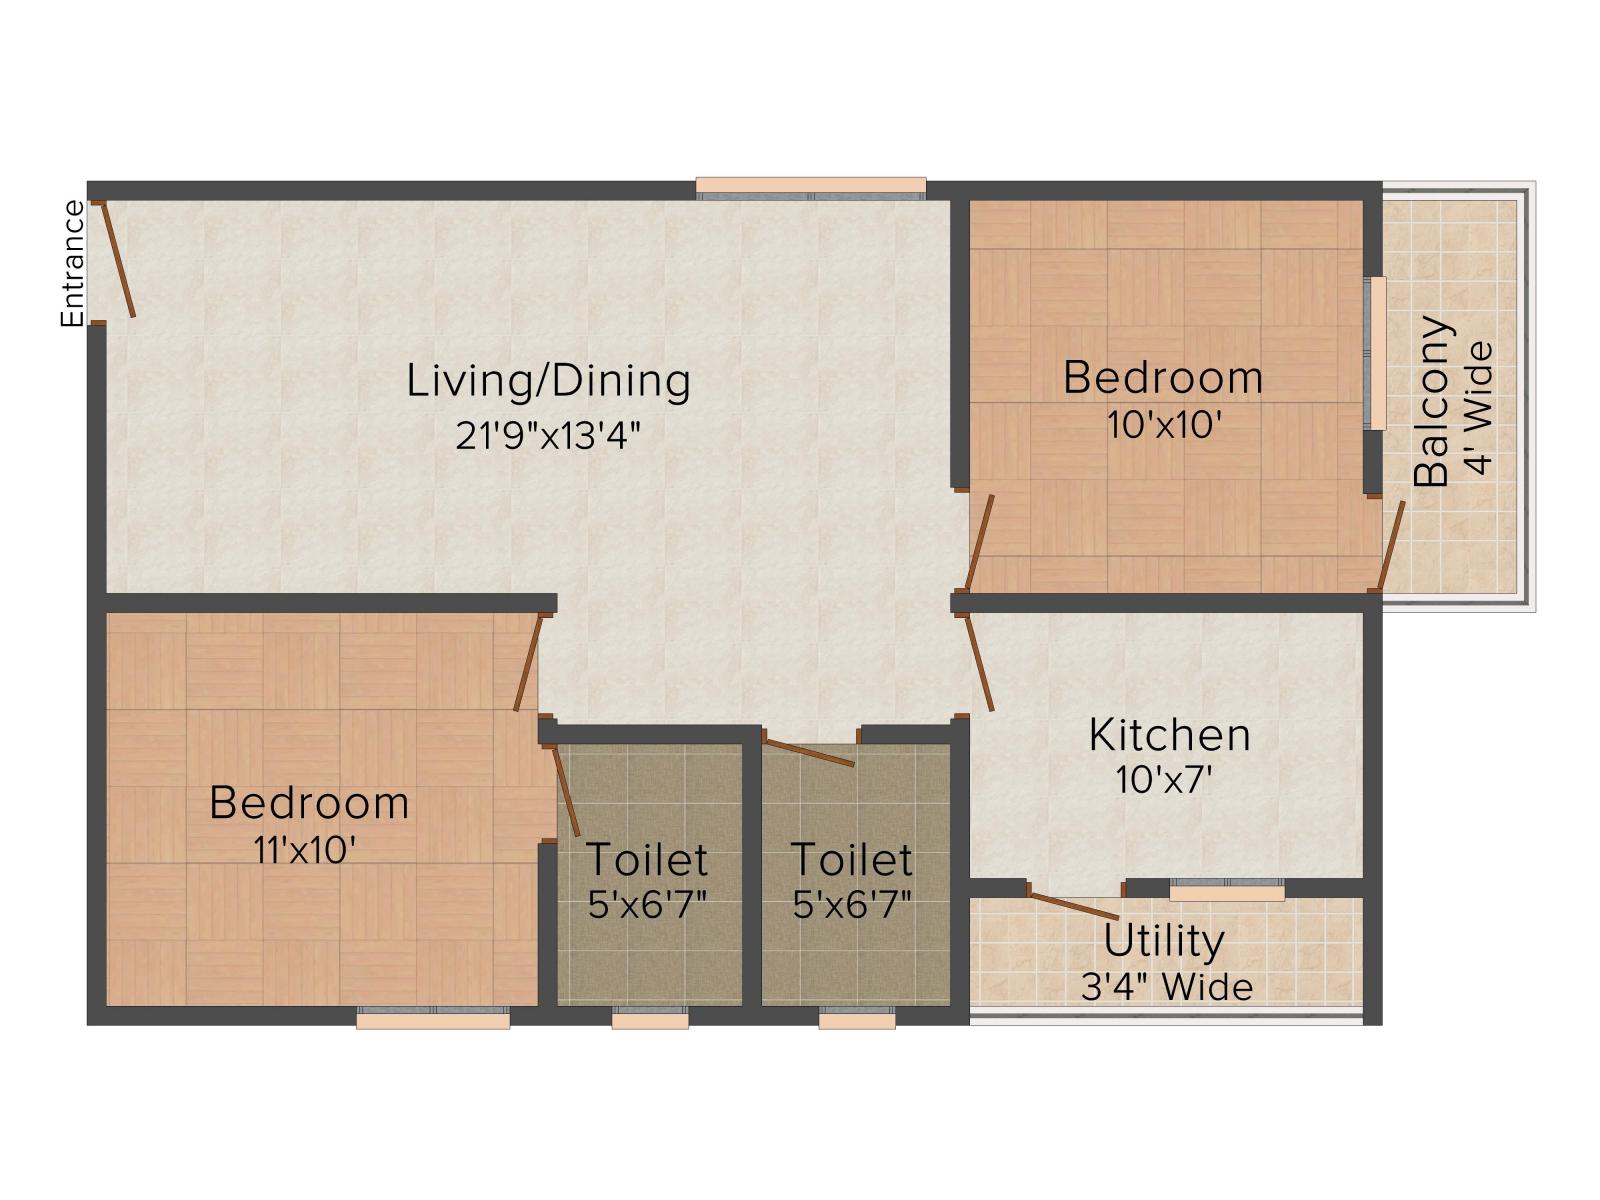 Entrance
Living/Dining
21'9"x13'4"
Bedroom
10'x10'
Balcony
4' Wide
Bedroom
11'x10'
Toilet
5'x6'7"
Toilet
5'x6'7"
Kitchen
10'x7'
Utility
3'4" Wide